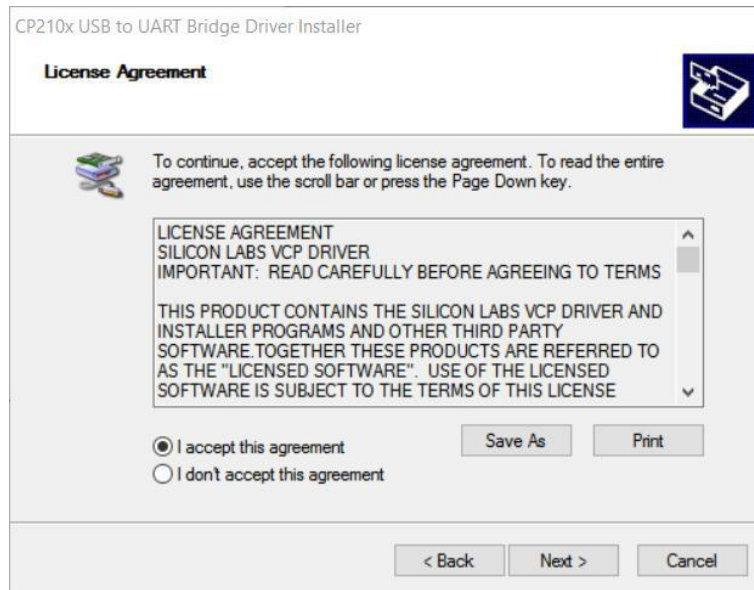 CP210x USB to UART Bridge Driver Installer
License Agreement
To continue, accept the following license agreement. To read the entire
agreement, use the scroll bar or press the Page Down key.
LICENSE AGREEMENT
SILICON LABS VCP DRIVER
IMPORTANT:  READ CAREFULLY BEFORE AGREEING TO TERMS
THIS PRODUCT CONTAINS THE SILICON LABS VCP DRIVER AND
INSTALLER PROGRAMS AND OTHER THIRD PARTY
SOFTWARE.TOGETHER THESE PRODUCTS ARE REFERRED TO
AS THE "LICENSED SOFTWARE".  USE OF THE LICENSED
SOFTWARE IS SUBJECT TO THE TERMS OF THIS LICENSE
I accept this agreement
Save As
Print
I don't accept this agreement
< Back
Next >
Cancel